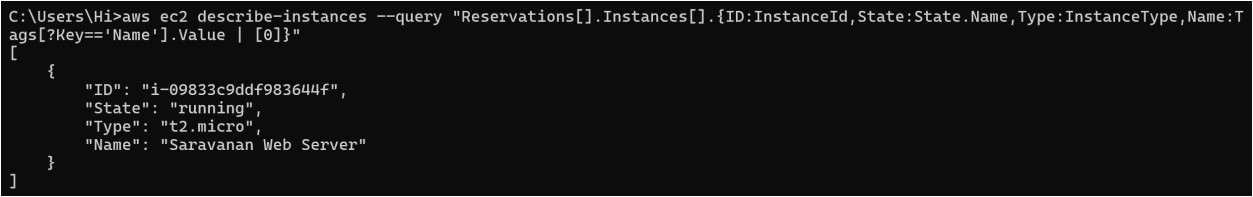 C:\Users\Hi>aws ec2 describe-instances --query "Reservations[].Instances[].{ID:InstanceId,State:State.Name,Type:InstanceType,Name:T
ags[?Key=='Name'].Value | [0]}"
[
    {
        "ID": "i-09833c9ddf983644f",
        "State": "running",
        "Type": "t2.micro",
        "Name": "Saravanan Web Server"
    }
]